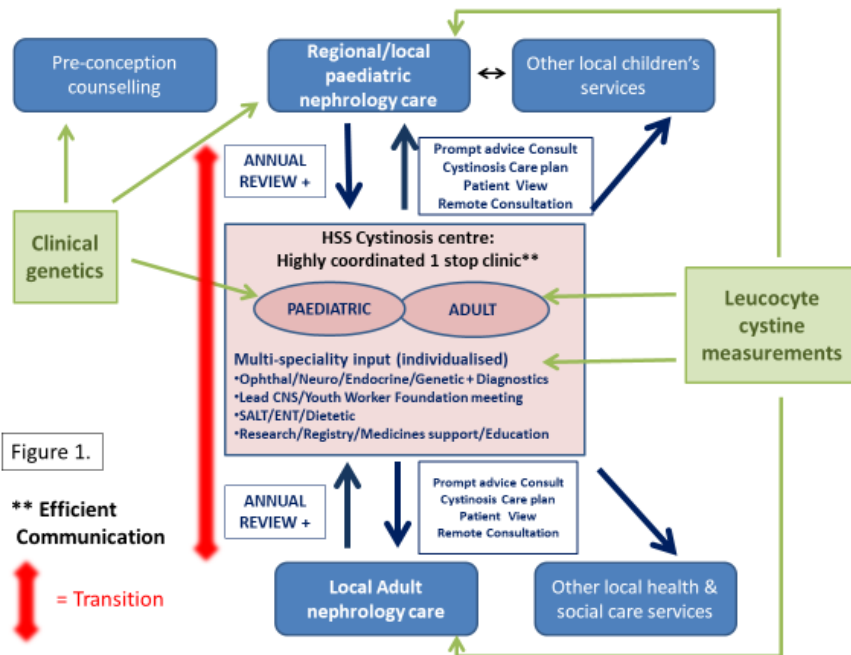 Pre-conception
counselling
Regional/local
paediatric
nephrology care
Other local children's
services
ANNUAL
REVIEW +
Prompt advice Consult
Cystinosis Care plan
Patient View
Remote Consultation
Clinical
genetics
HSS Cystinosis centre:
Highly coordinated 1 stop clinic**
PAEDIATRIC
ADULT
Leucocyte
cystine
measurements
Multi-speciality input (individualised)
•Ophthal/Neuro/Endocrine/Genetic + Diagnostics
•Lead CNS/Youth Worker Foundation meeting
•SALT/ENT/Dietetic
•Research/Registry/Medicines support/Education
Figure 1.
** Efficient
Communication
= Transition
ANNUAL
REVIEW +
Prompt advice Consult
Cystinosis Care plan
Patient View
Remote Consultation
Local Adult
nephrology care
Other local health &
social care services